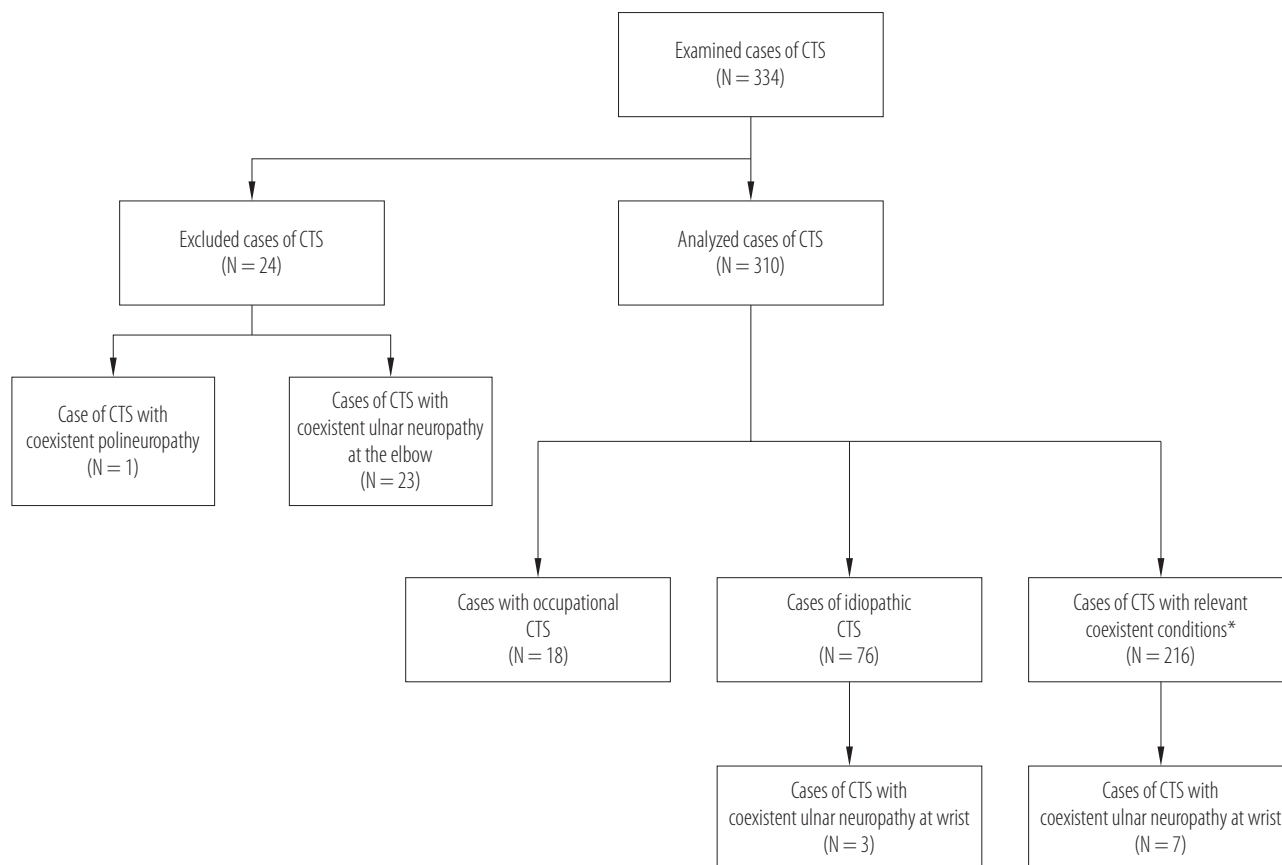 Examined cases of CTS
(N = 334)
Excluded cases of CTS
(N = 24)
Analyzed cases of CTS
(N = 310)
Case of CTS with
coexistent polineuropathy
(N = 1)
Cases of CTS with
coexistent ulnar neuropathy
at the elbow
(N = 23)
Cases with occupational
CTS
(N = 18)
Cases of idiopathic
CTS
(N = 76)
Cases of CTS with relevant
coexistent conditions*
(N = 216)
Cases of CTS with
coexistent ulnar neuropathy at wrist
(N = 3)
Cases of CTS with
coexistent ulnar neuropathy at wrist
(N = 7)